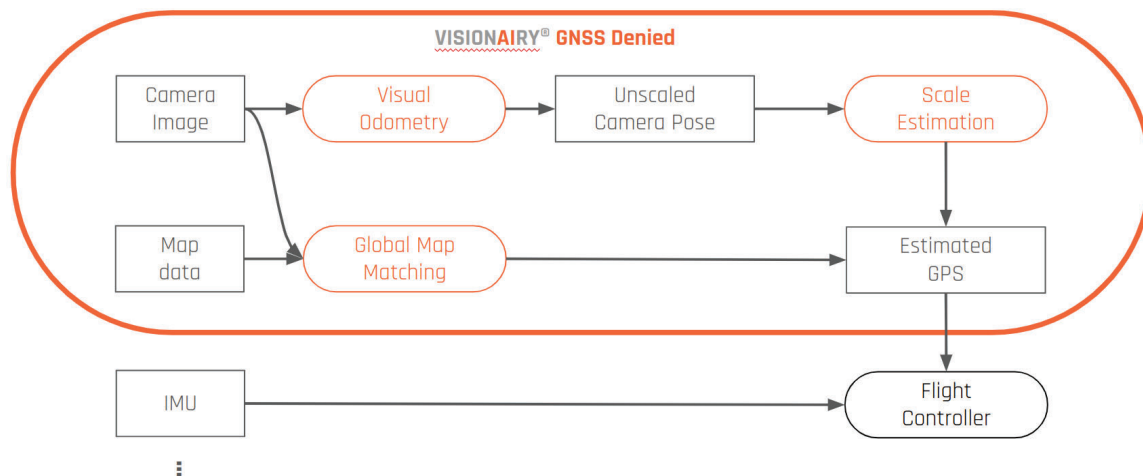 VISIONAIRY® GNSS Denied
Camera
Image
Visual
Odometry
Unscaled
Camera Pose
Scale
Estimation
Map
data
Global Map
Matching
Estimated
GPS
IMU
Flight
Controller